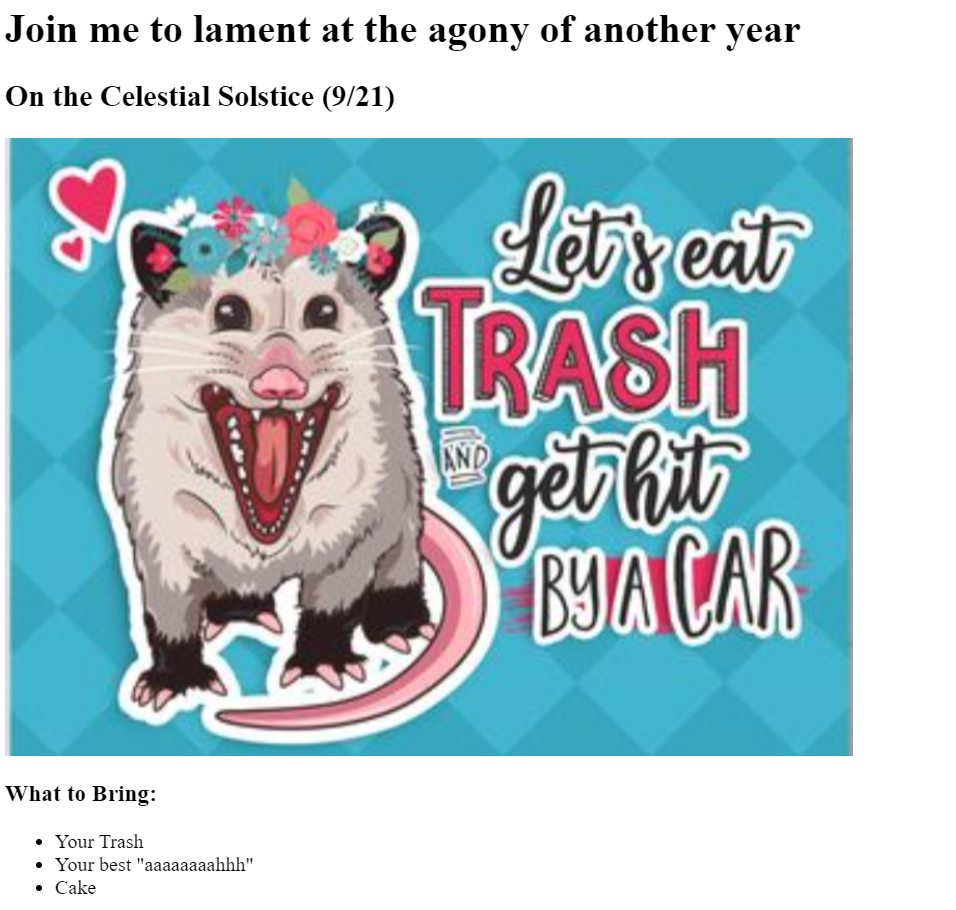 Join me to lament at the agony of another year
On the Celestial Solstice (9/21)
Let's eat
TRASH
AND
get hit
BY A CAR
What to Bring:
Your Trash
Your best "aaaaaaaahhh"
Cake